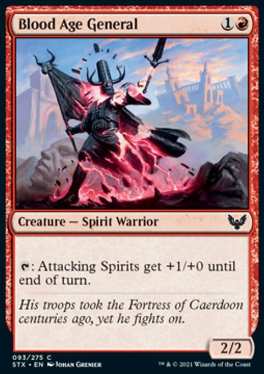 Blood Age General 1
Creature — Spirit Warrior
: Attacking Spirits get +1/+0 until
end of turn.
His troops took the Fortress of Caerdoon
centuries ago, yet he fights on.
2/2
093/275 C
STX • EN Johan Grenier
™ & © 2021 Wizards of the Coast